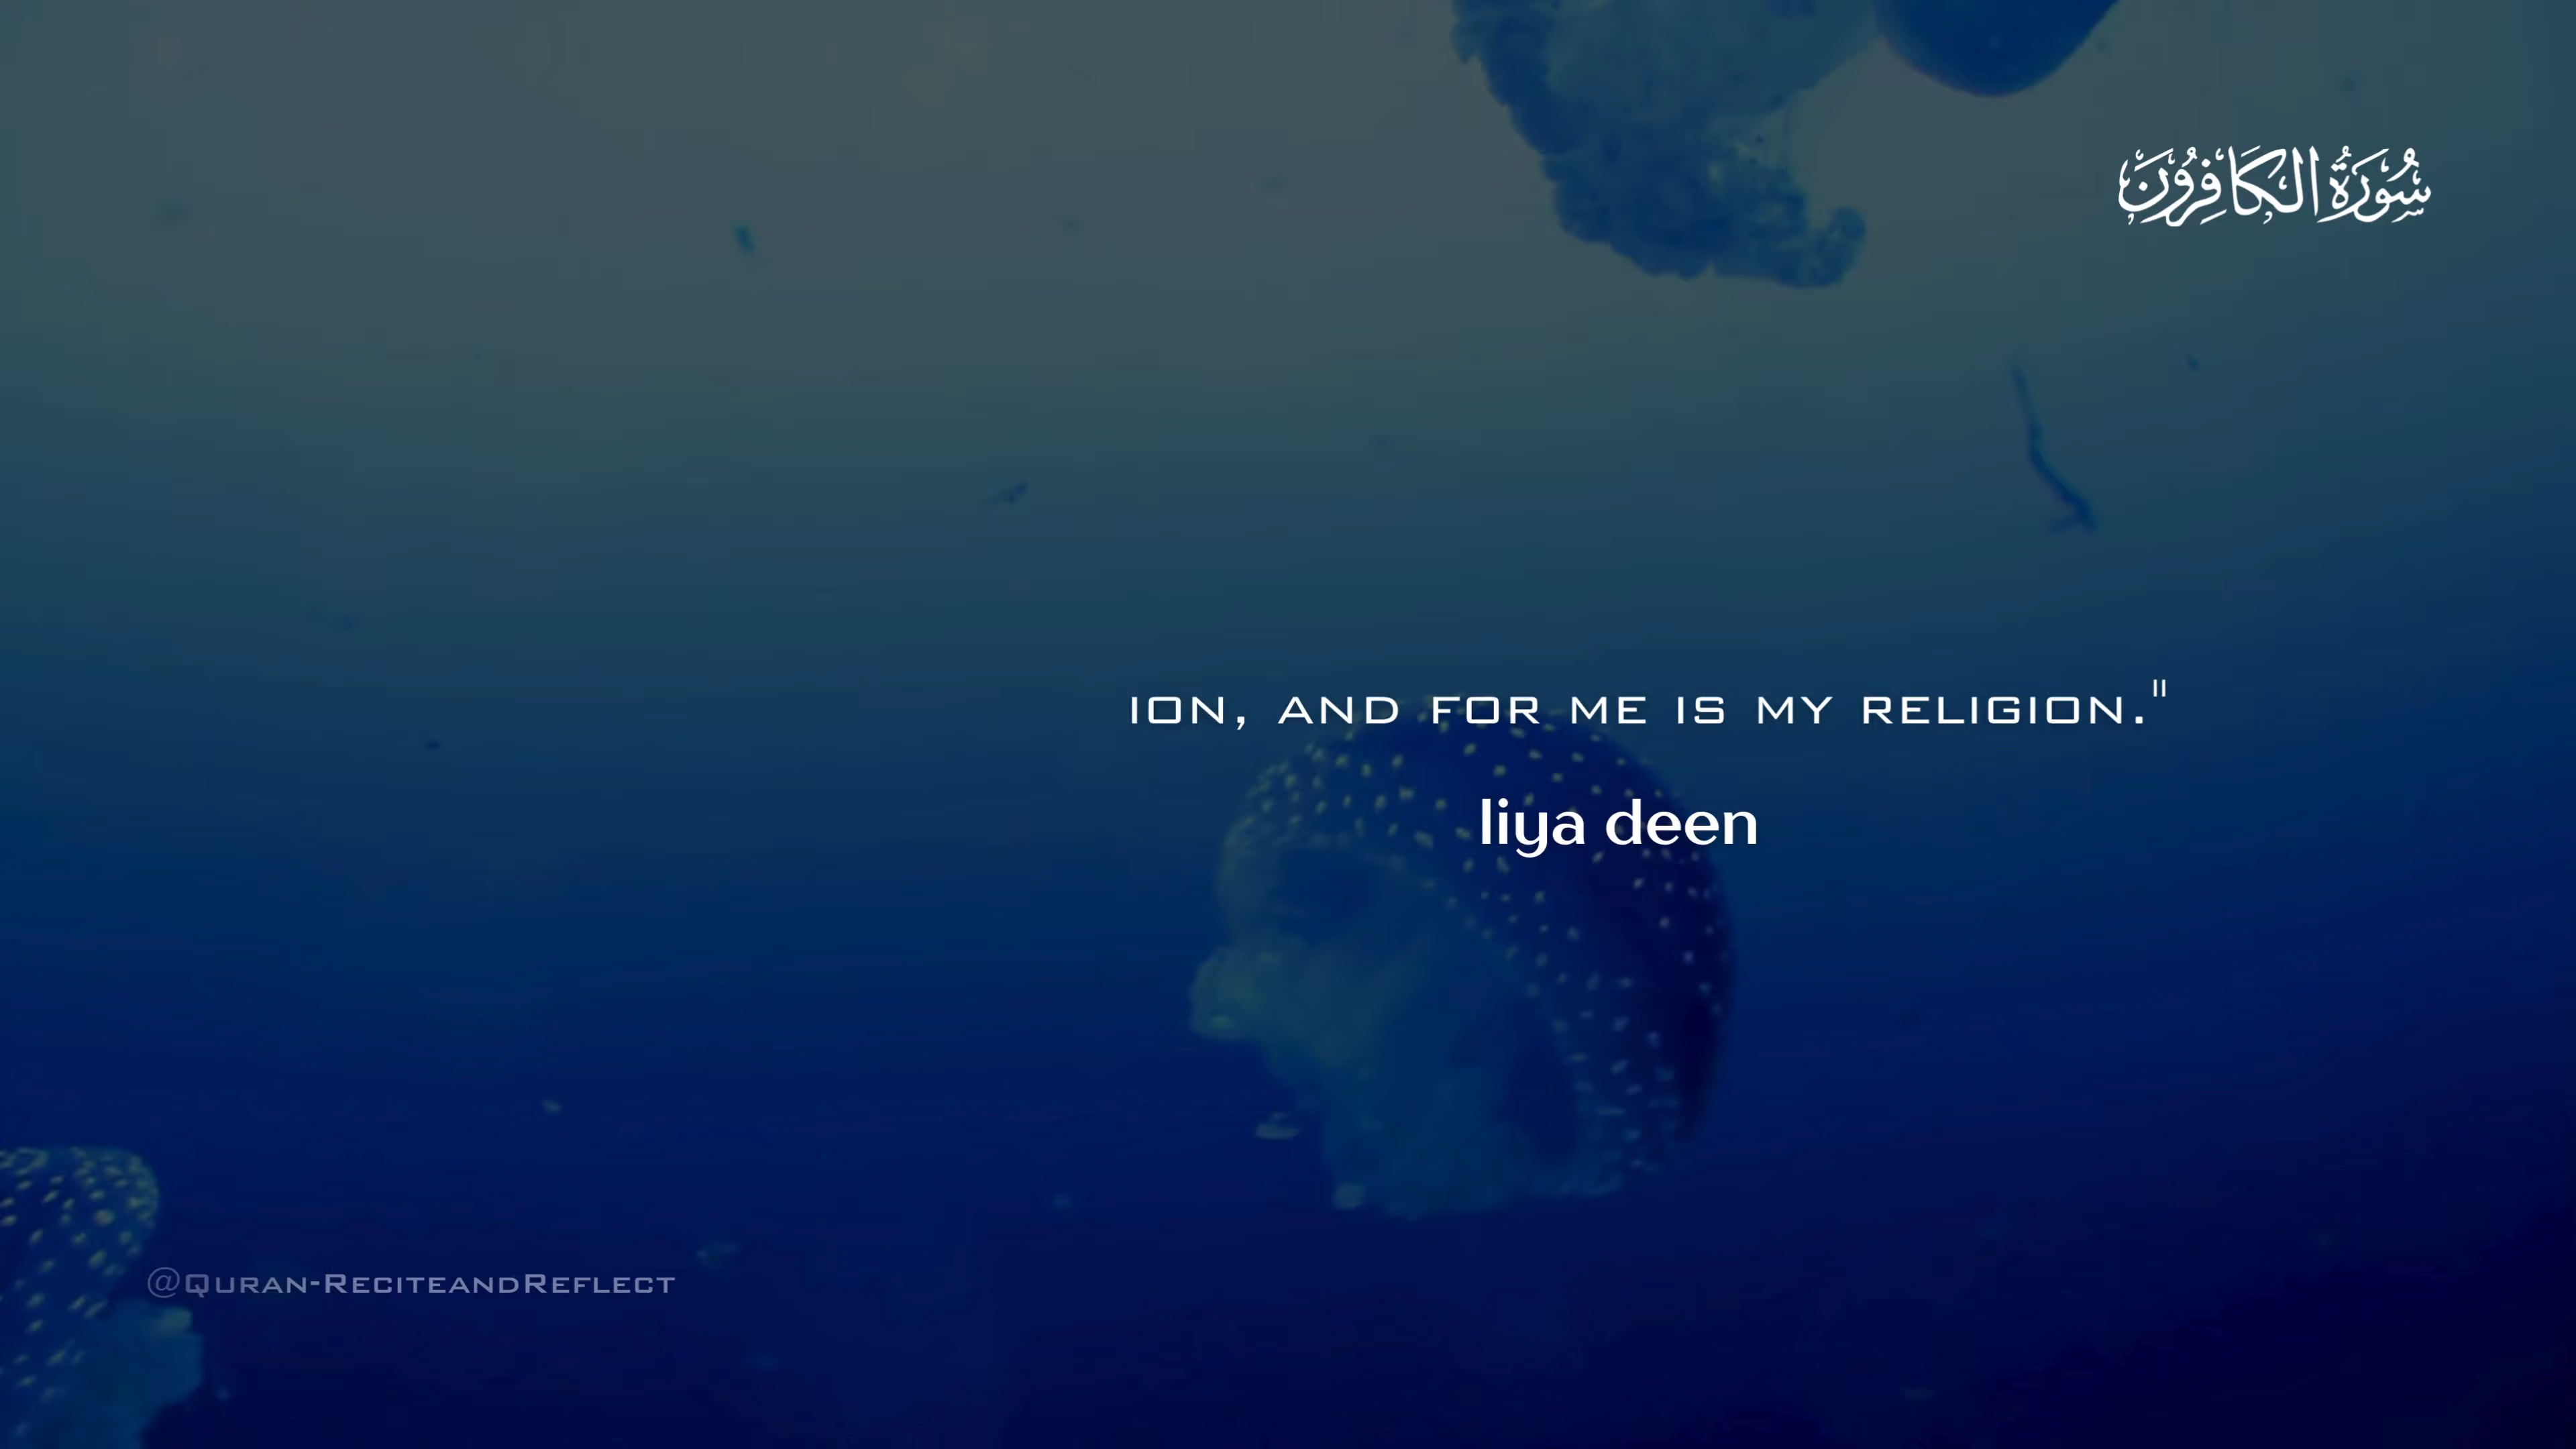 سُورَةُ الكَافِرُونَ
ION, AND FOR ME IS MY RELIGION."
liya deen
@Quran-ReciteandReflect